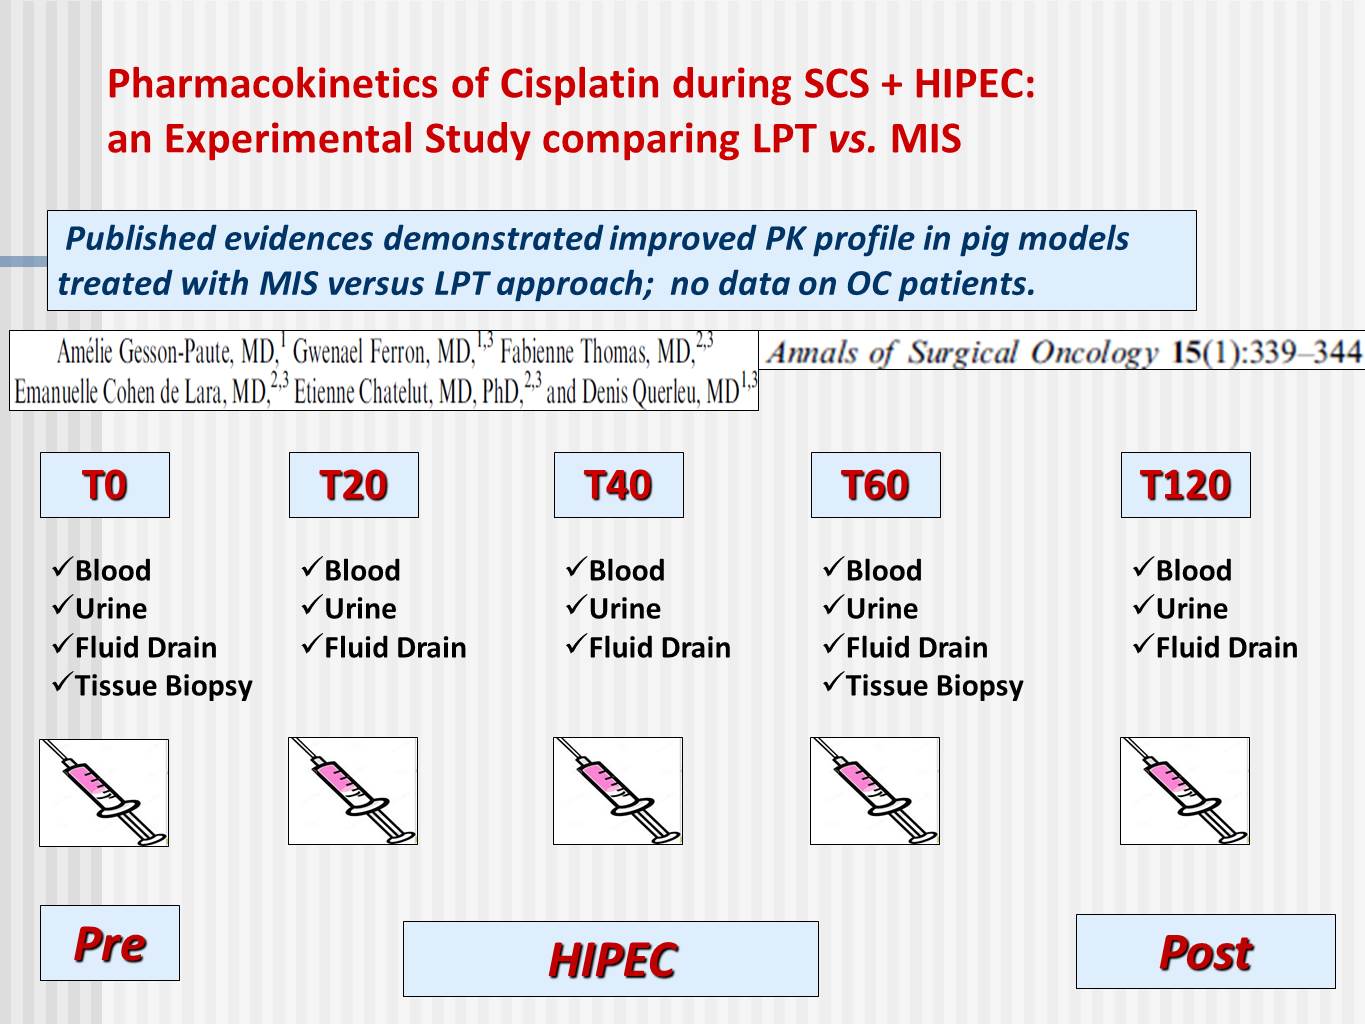 Pharmacokinetics of Cisplatin during SCS + HIPEC:
an Experimental Study comparing LPT vs. MIS
Published evidences demonstrated improved PK profile in pig models
treated with MIS versus LPT approach; no data on OC patients.
Amélie Gesson-Paute, MD,1 Gwenael Ferron, MD,1,3 Fabienne Thomas, MD,2,3
Emanuelle Cohen de Lara, MD,2,3 Etienne Chatelut, MD, PhD,2,3 and Denis Querleu, MD1,3
Annals of Surgical Oncology 15(1):339–344
T0
✓Blood
✓Urine
✓Fluid Drain
✓Tissue Biopsy
T20
✓Blood
✓Urine
✓Fluid Drain
T40
✓Blood
✓Urine
✓Fluid Drain
T60
✓Blood
✓Urine
✓Fluid Drain
✓Tissue Biopsy
T120
✓Blood
✓Urine
✓Fluid Drain
Pre
HIPEC
Post